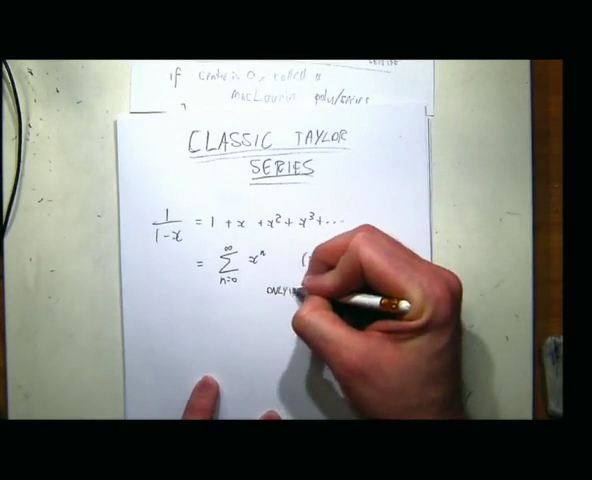 if centre is 0, called a
MacLaurin poly/series
CLASSIC TAYLOR
SERIES
1/(1-x) = 1 + x + x² + x³ + ...
= ∑_{n=0}^{∞} xⁿ (
ONLY